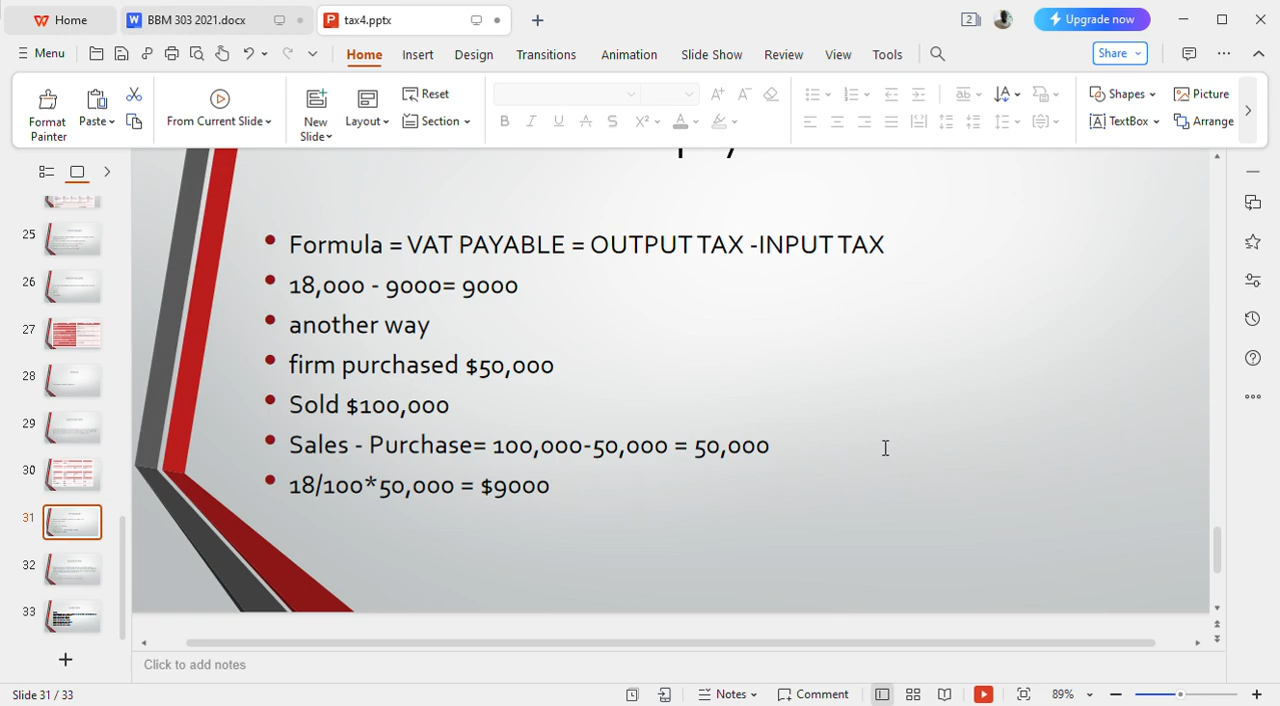 Home
BBM 303 2021.docx
tax4.pptx
2
Upgrade now
Menu
Home
Insert
Design
Transitions
Animation
Slide Show
Review
View
Tools
Share
Format
Painter
Paste
From Current Slide
New
Slide
Layout
Reset
Section
Shapes
Picture
TextBox
Arrange
Formula = VAT PAYABLE = OUTPUT TAX -INPUT TAX
18,000 - 9000= 9000
another way
firm purchased $50,000
Sold $100,000
Sales - Purchase= 100,000-50,000 = 50,000
18/100*50,000 = $9000
25
26
27
28
29
30
31
32
33
Click to add notes
Slide 31 / 33
Notes
Comment
89%